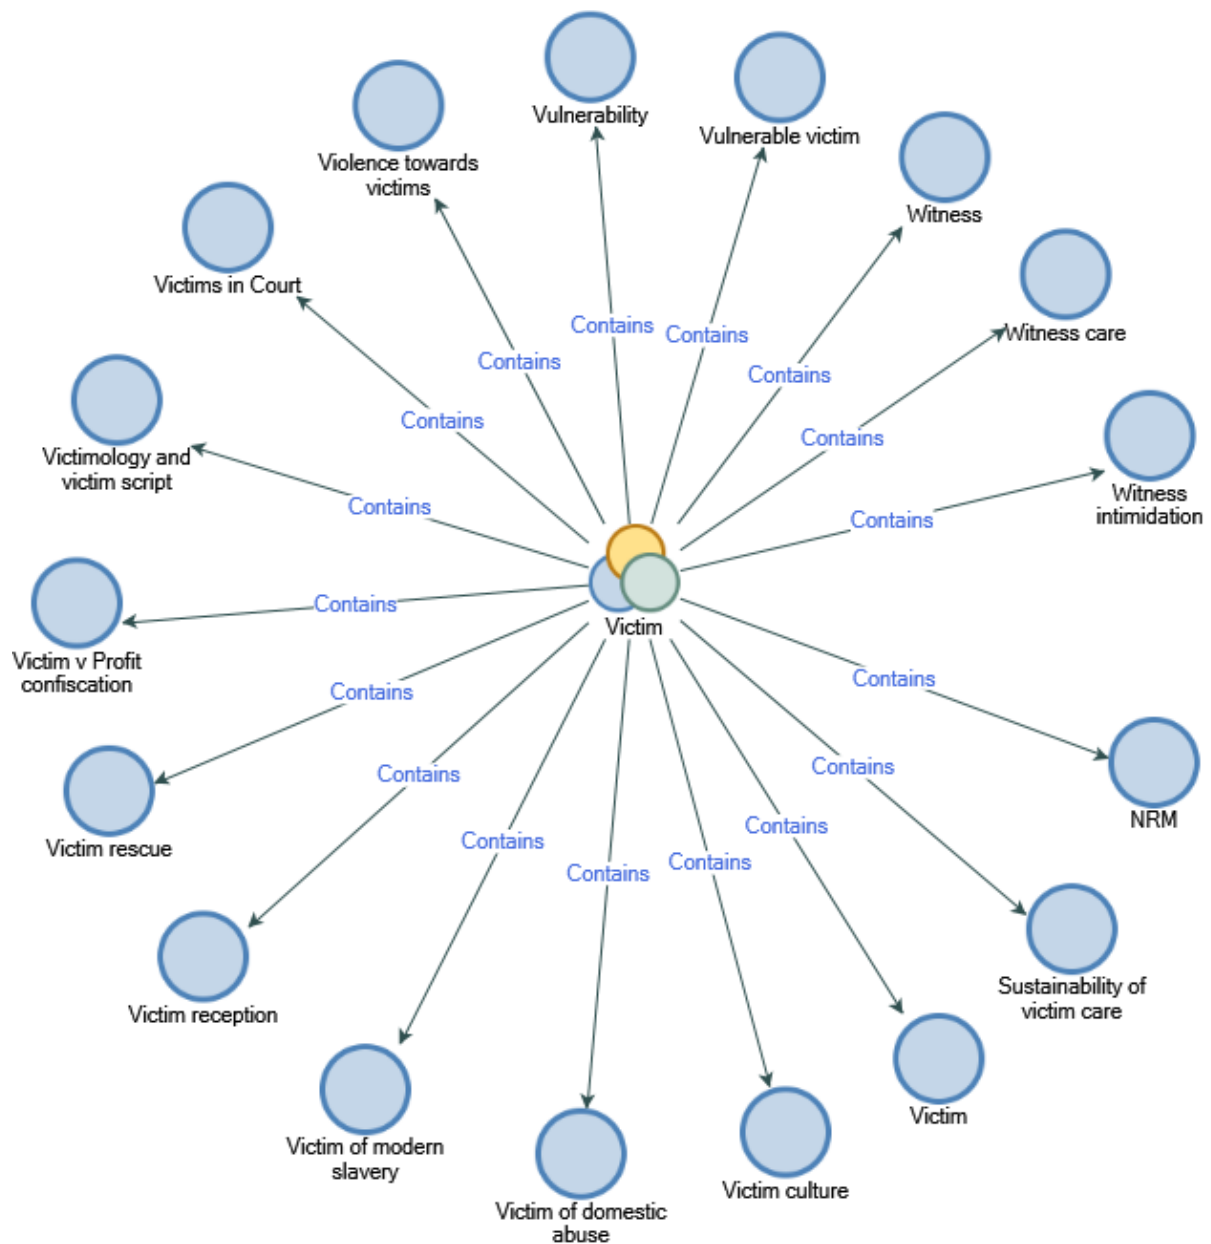 Vulnerability
Vulnerable victim
Violence towards
victims
Witness
Victims in Court
Witness care
Victimology and
victim script
Witness
intimidation
Contains
Contains
Contains
Contains
Contains
Contains
Contains
Contains
Contains
Contains
Victim
Victim v Profit
confiscation
Contains
Contains
Contains
Contains
NRM
Contains
Contains
Contains
Victim rescue
Sustainability of
victim care
Victim reception
Victim
Victim of modern
slavery
Victim culture
Victim of domestic
abuse